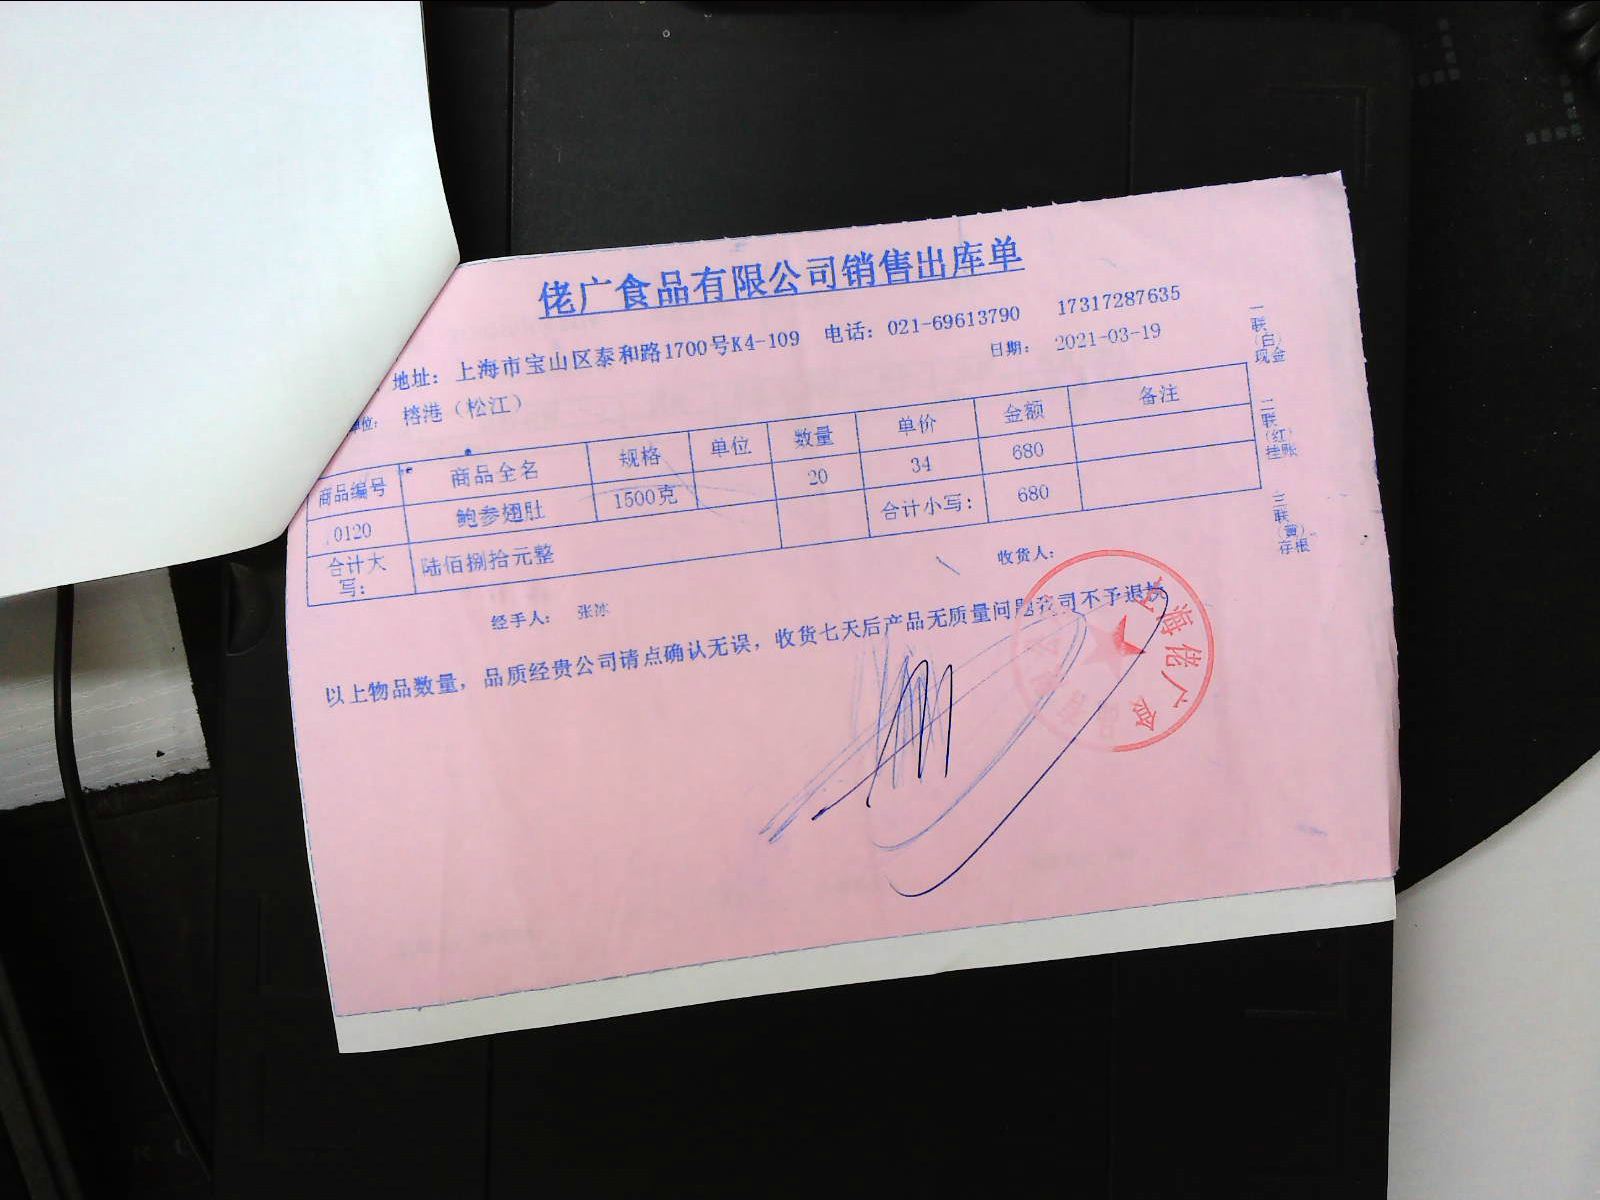 佬广食品有限公司销售出库单
地址：上海市宝山区泰和路1700号K4-109 电话：021-69613790 17317287635
单位：榕港（松江） 日期：2021-03-19
商品编号 商品全名 规格 单位 数量 单价 金额 备注
0120 鲍参翅肚 1500克 20 34 680
合计大写： 陆佰捌拾元整 合计小写： 680
经手人：张冰 收货人：
以上物品数量，品质经贵公司请点确认无误，收货七天后产品无质量问题我司不予退换
一联（白）现金
二联（红）挂账
三联（黄）存根
上海佬广食品